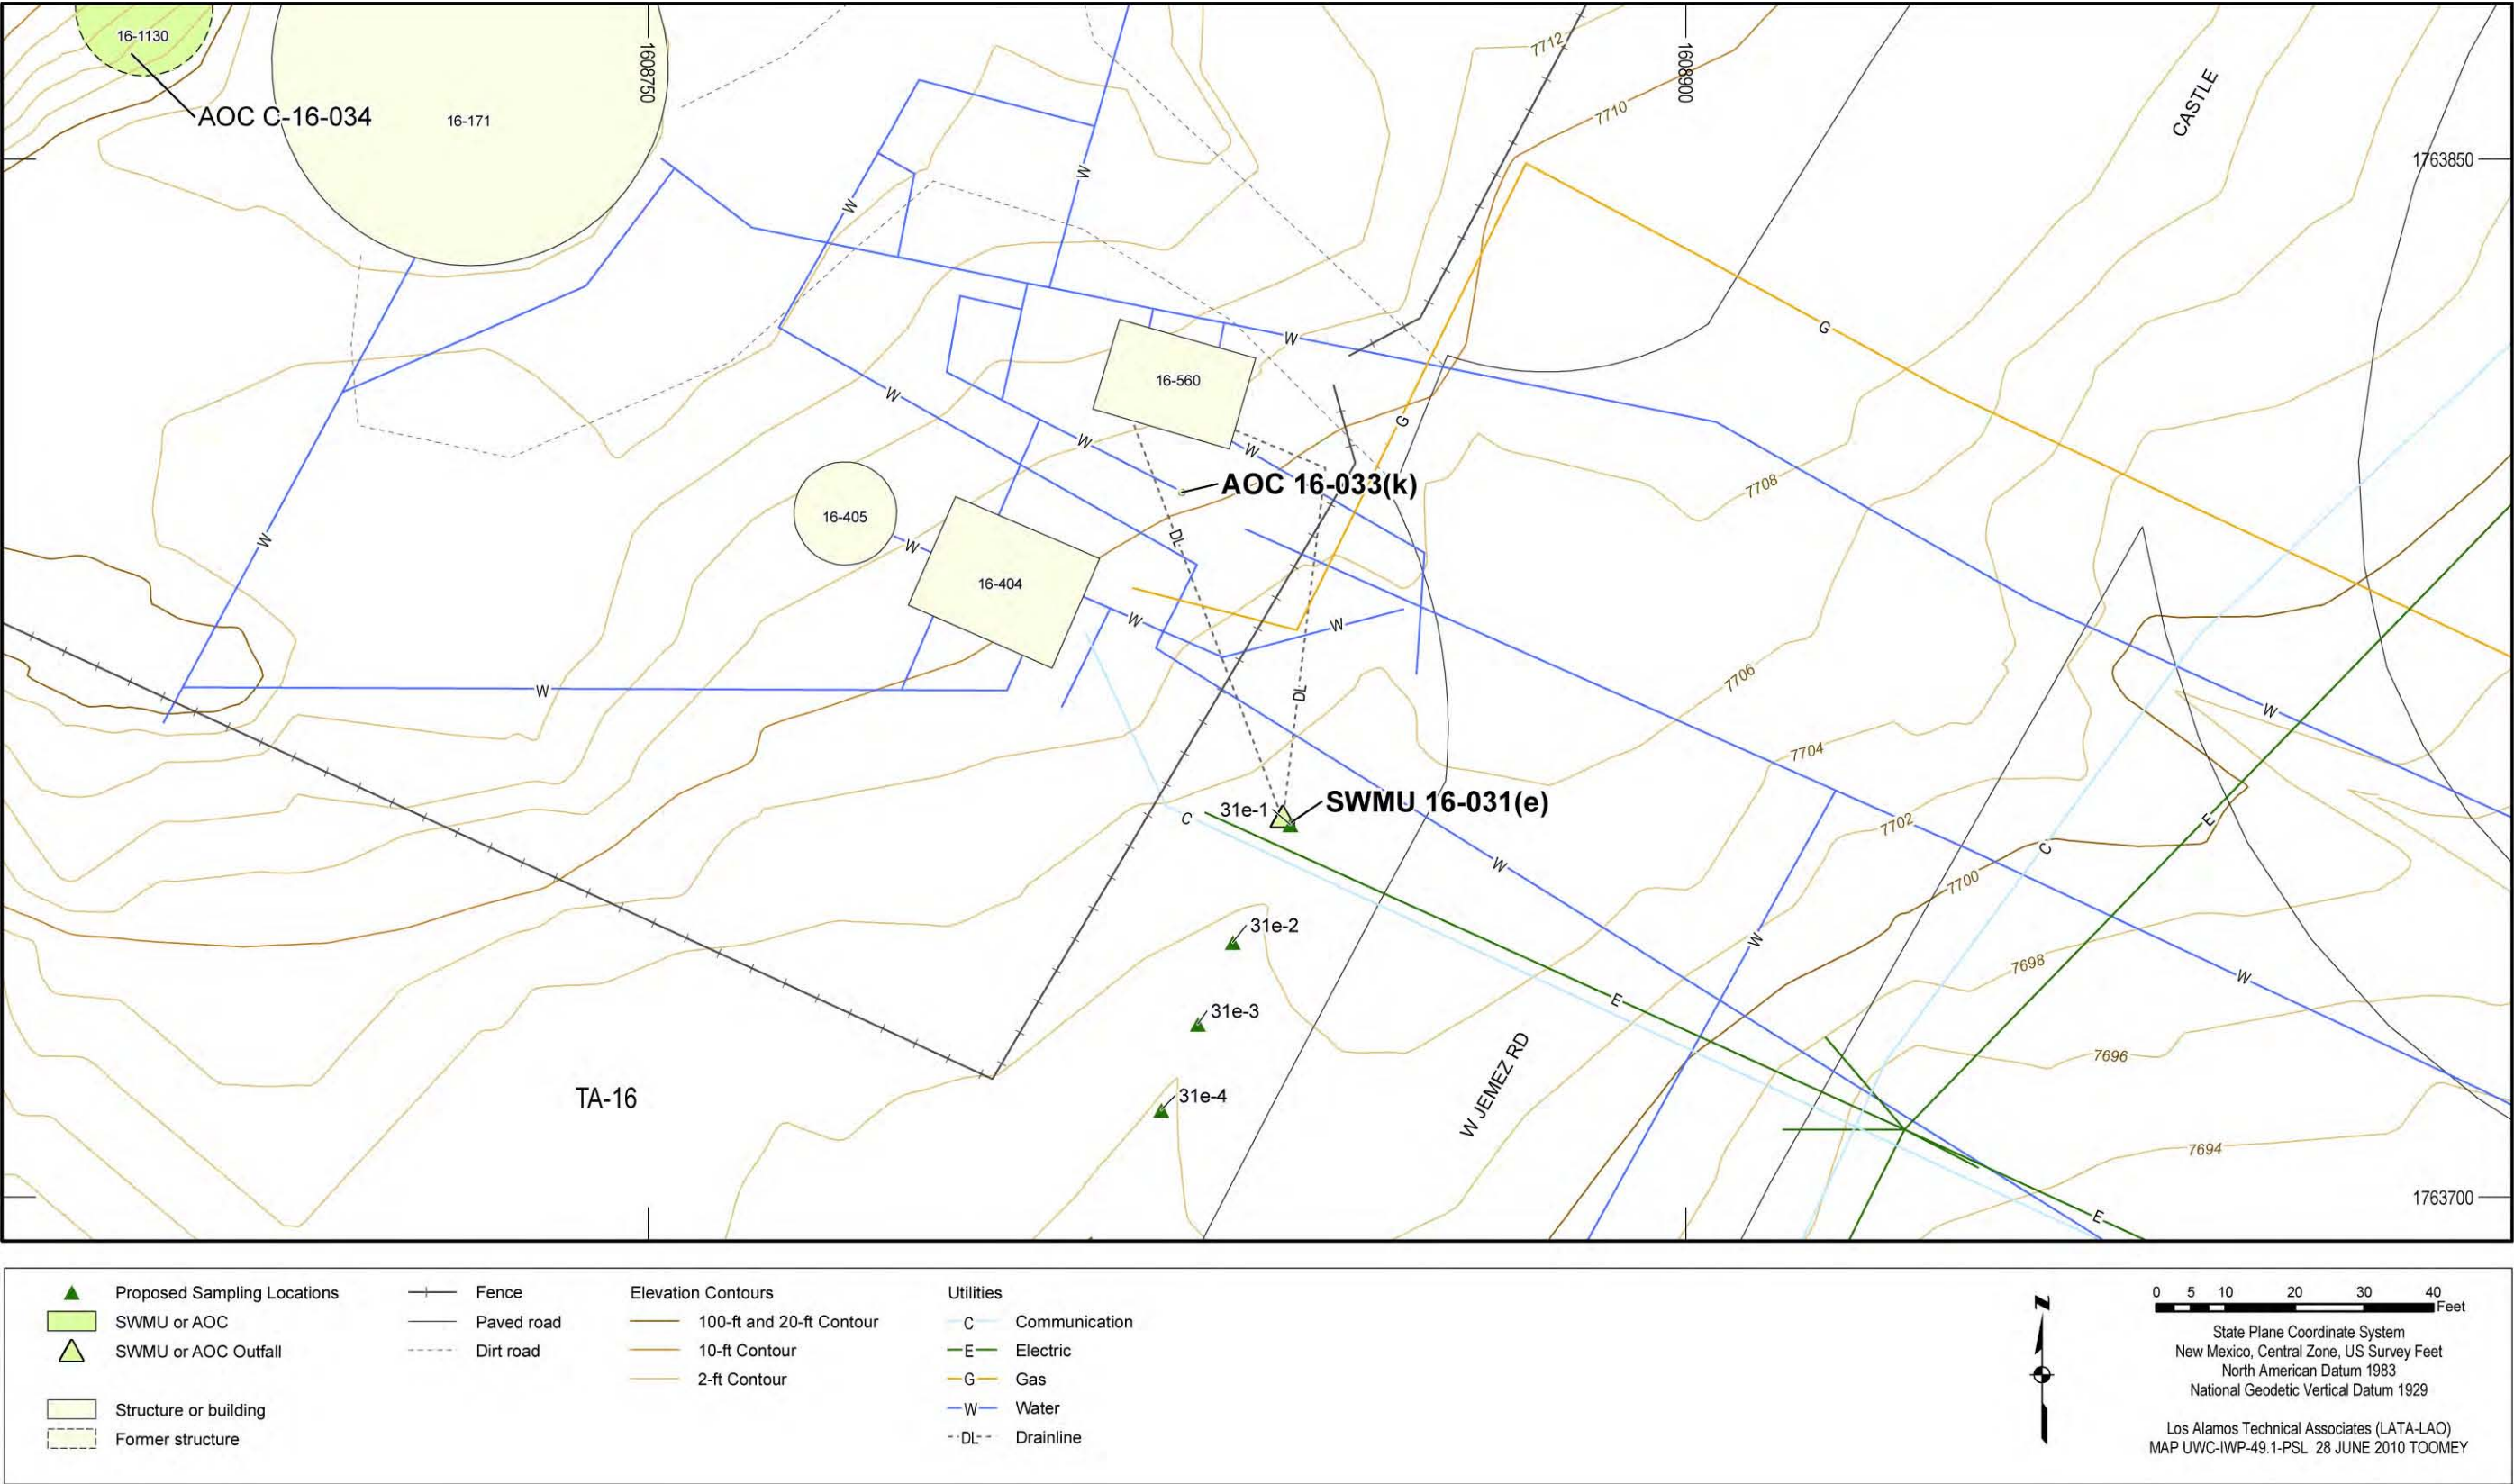 16-1130
AOC C-16-034
16-171
1608750
7712
1608900
7710
CASTLE
1763850
W
W
G
W
16-560
W
G
W
W
AOC 16-033(k)
7708
16-405
W
DL
W
16-404
W
W
7706
DL
W
W
7704
SWMU 16-031(e)
31e-1
C
W
7702
E
C
7700
31e-2
W
7698
W
31e-3
E
W JEMEZ RD
7696
TA-16
31e-4
7694
1763700
E
Proposed Sampling Locations
SWMU or AOC
SWMU or AOC Outfall
Structure or building
Former structure
Fence
Paved road
Dirt road
Elevation Contours
100-ft and 20-ft Contour
10-ft Contour
2-ft Contour
Utilities
C Communication
E Electric
G Gas
W Water
DL Drainline
N
0 5 10 20 30 40
Feet
State Plane Coordinate System
New Mexico, Central Zone, US Survey Feet
North American Datum 1983
National Geodetic Vertical Datum 1929
Los Alamos Technical Associates (LATA-LAO)
MAP UWC-IWP-49.1-PSL 28 JUNE 2010 TOOMEY